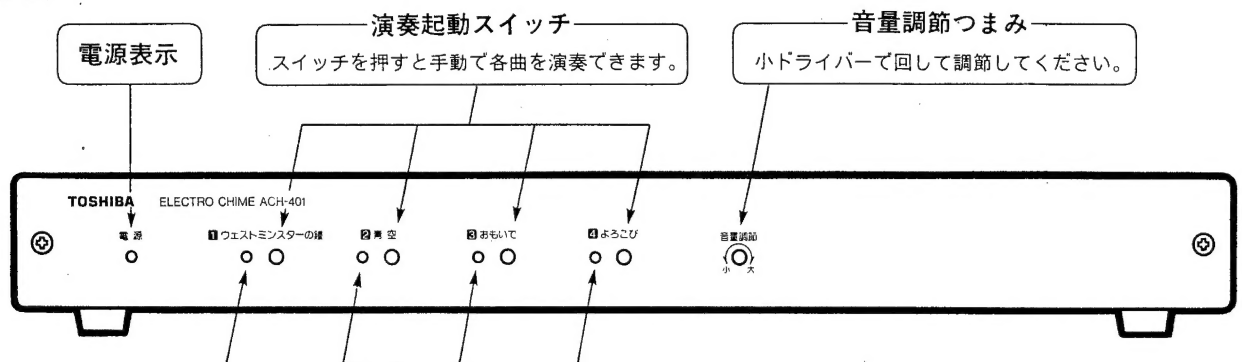 電源表示
演奏起動スイッチ
スイッチを押すと手動で各曲を演奏できます。
音量調節つまみ
小ドライバーで回して調節してください。
TOSHIBA ELECTRO CHIME ACH-401
電源
1 ウェストミンスターの鐘
2 青空
3 おもいで
4 よろこび
音量調節
小 大